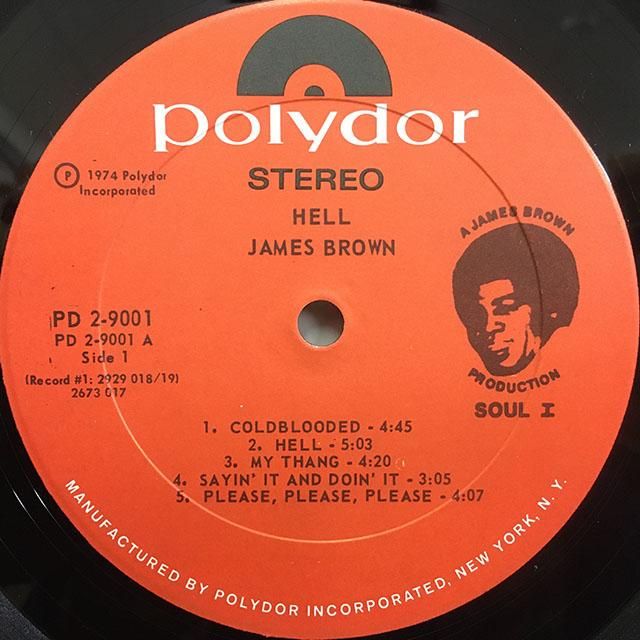 polydor
STEREO
HELL
JAMES BROWN
Ⓟ 1974 Polydor
Incorporated
A JAMES BROWN
PRODUCTION
SOUL I
PD 2-9001
PD 2-9001 A
Side 1
(Record #1: 2929 018/19)
2673 017
1. COLDBLOODED - 4:45
2. HELL - 5:03
3. MY THANG - 4:20
4. SAYIN' IT AND DOIN' IT - 3:05
5. PLEASE, PLEASE, PLEASE - 4:07
MANUFACTURED BY POLYDOR INCORPORATED, NEW YORK, N. Y.